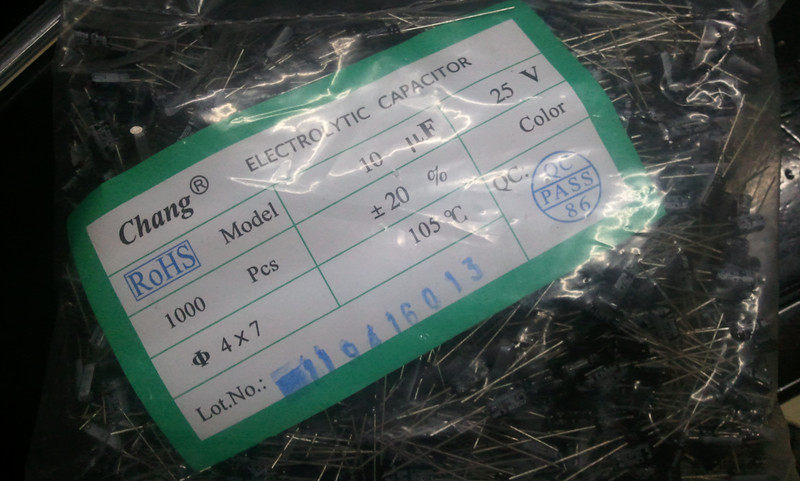 Chang® ELECTROLYTIC CAPACITOR
RoHS Model 10 μF 25 V
1000 Pcs ±20 % Color
Φ 4×7 105 ℃ QC. QC PASS 86
Lot.No.: